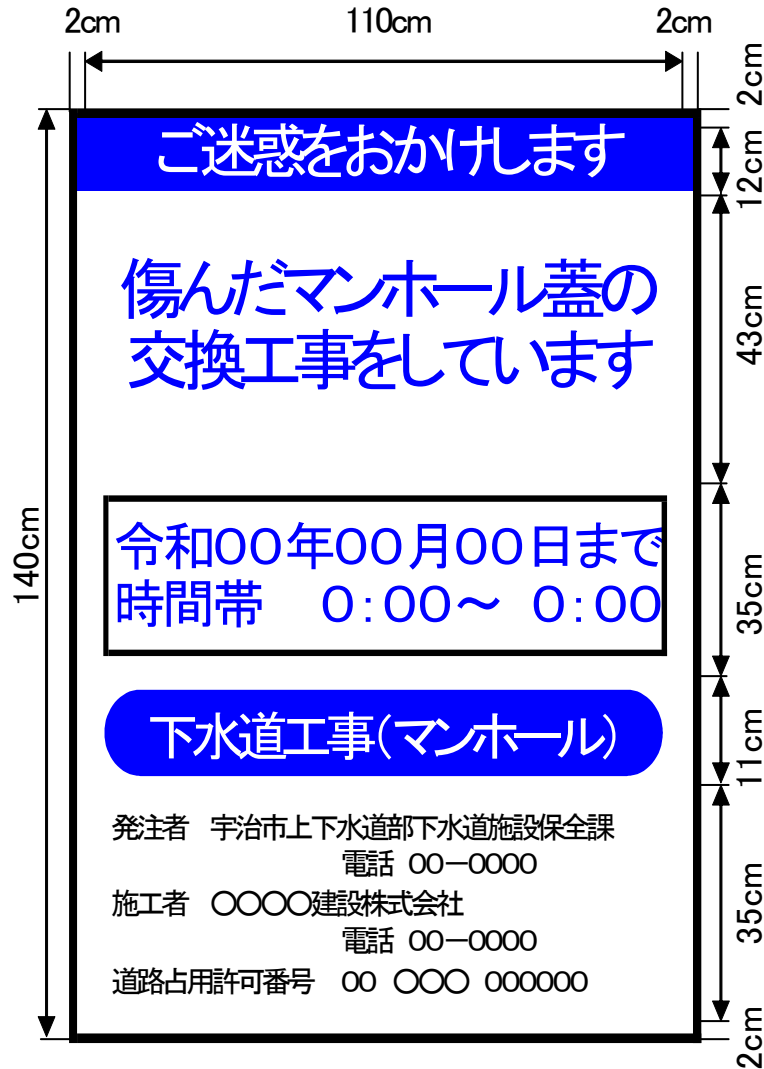 2cm 110cm 2cm
2cm
ご迷惑をおかけします
12cm
傷んだマンホール蓋の
交換工事をしています
43cm
140cm
令和００年００月００日まで
時間帯　０：００～　０：００
35cm
下水道工事（マンホール）
11cm
発注者　宇治市上下水道部下水道施設保全課
電話　００－００００
施工者　〇〇〇〇建設株式会社
電話　００－００００
道路占用許可番号　００　〇〇〇　００００００
35cm
2cm